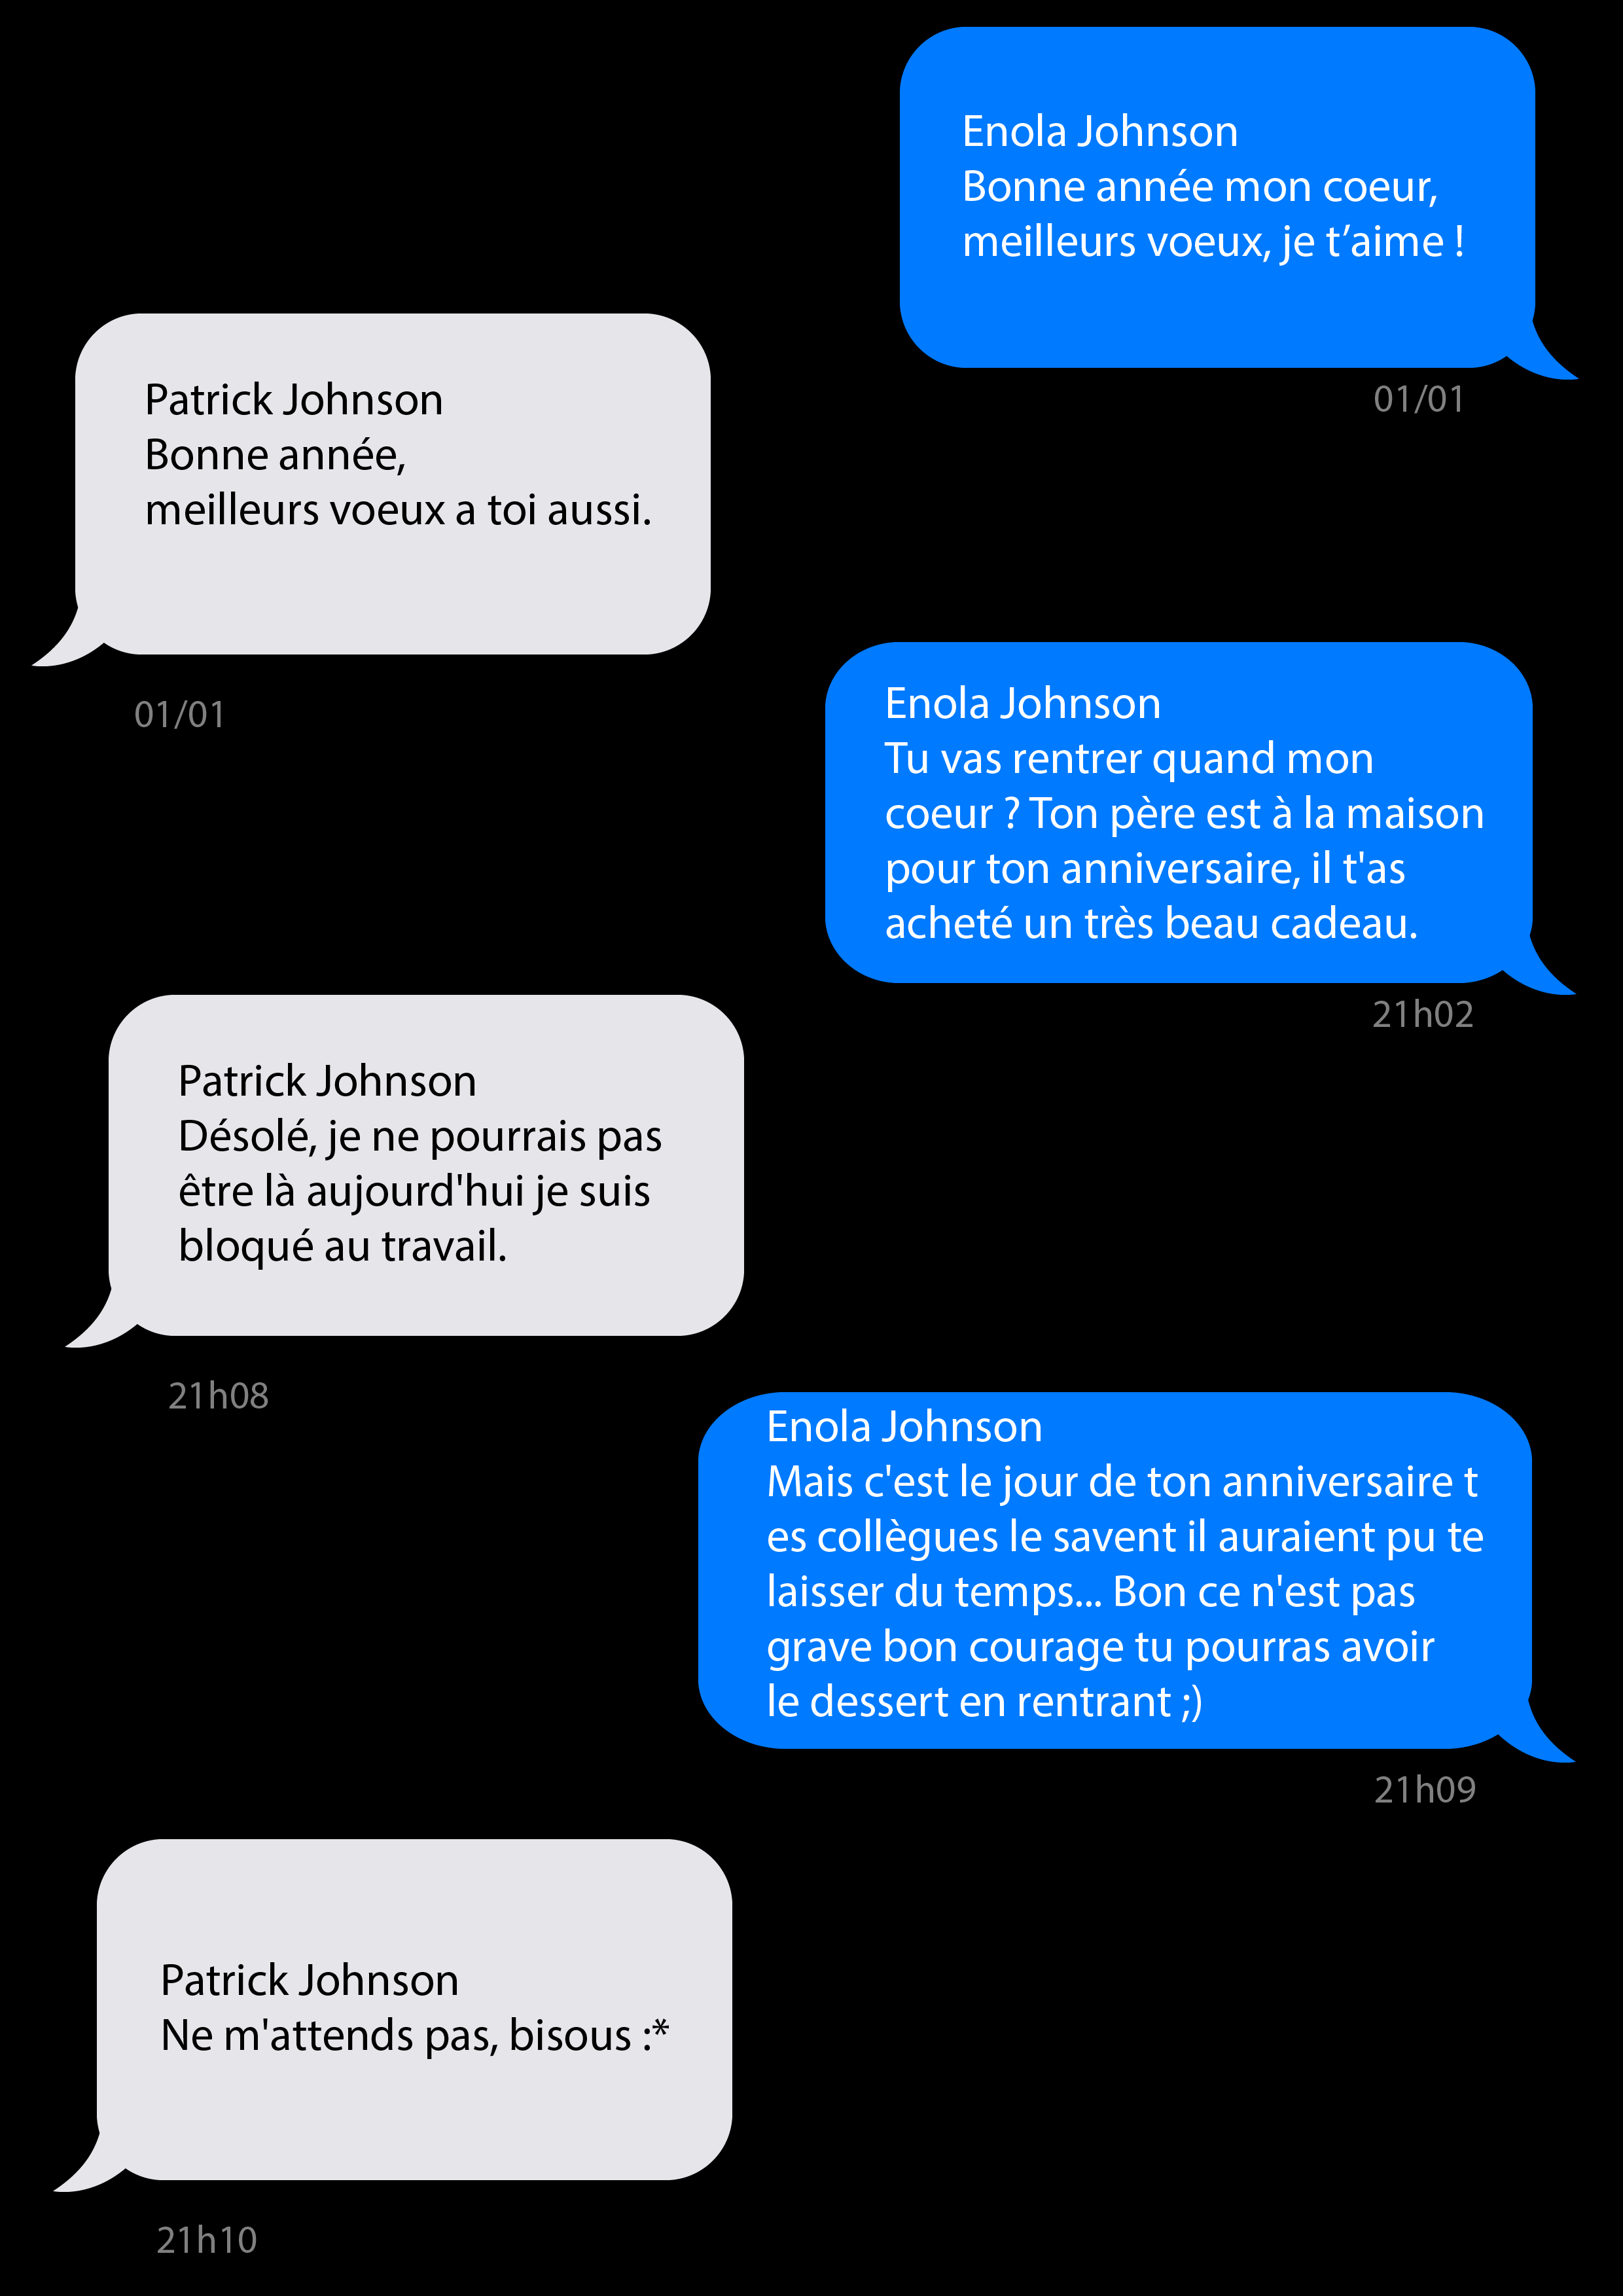 Enola Johnson
Bonne année mon coeur,
meilleurs voeux, je t’aime !
01/01
Patrick Johnson
Bonne année,
meilleurs voeux a toi aussi.
01/01
Enola Johnson
Tu vas rentrer quand mon
coeur ? Ton père est à la maison
pour ton anniversaire, il t'as
acheté un très beau cadeau.
21h02
Patrick Johnson
Désolé, je ne pourrais pas
être là aujourd'hui je suis
bloqué au travail.
21h08
Enola Johnson
Mais c'est le jour de ton anniversaire t
es collègues le savent il auraient pu te
laisser du temps... Bon ce n'est pas
grave bon courage tu pourras avoir
le dessert en rentrant ;)
21h09
Patrick Johnson
Ne m'attends pas, bisous :*
21h10